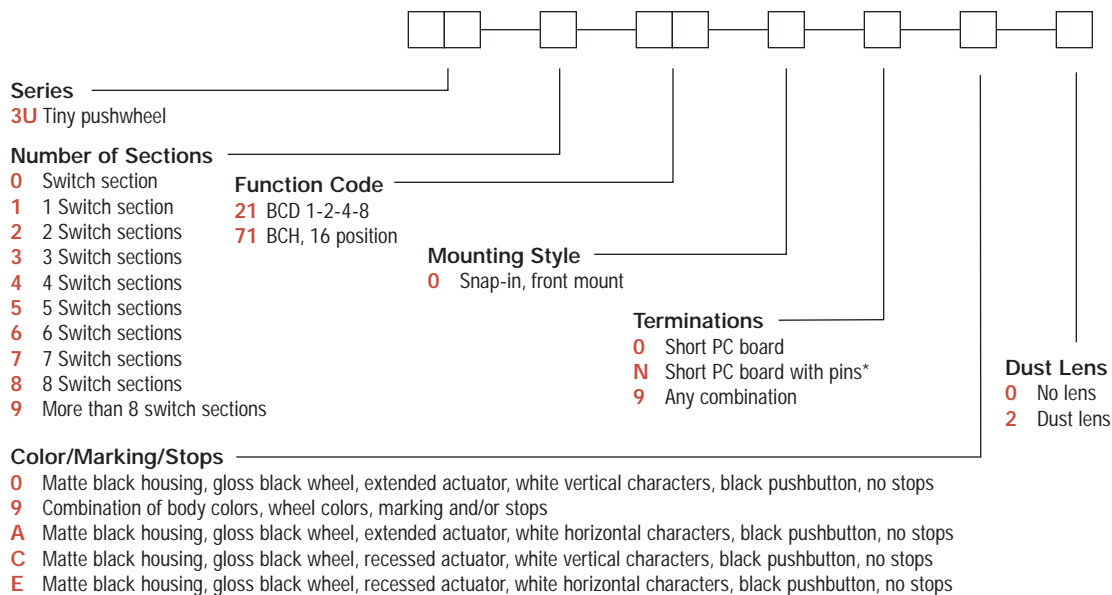 Series
3U Tiny pushwheel
Number of Sections
0 Switch section
1 1 Switch section
2 2 Switch sections
3 3 Switch sections
4 4 Switch sections
5 5 Switch sections
6 6 Switch sections
7 7 Switch sections
8 8 Switch sections
9 More than 8 switch sections
Function Code
21 BCD 1-2-4-8
71 BCH, 16 position
Mounting Style
0 Snap-in, front mount
Terminations
0 Short PC board
N Short PC board with pins*
9 Any combination
Dust Lens
0 No lens
2 Dust lens
Color/Marking/Stops
0 Matte black housing, gloss black wheel, extended actuator, white vertical characters, black pushbutton, no stops
9 Combination of body colors, wheel colors, marking and/or stops
A Matte black housing, gloss black wheel, extended actuator, white horizontal characters, black pushbutton, no stops
C Matte black housing, gloss black wheel, recessed actuator, white vertical characters, black pushbutton, no stops
E Matte black housing, gloss black wheel, recessed actuator, white horizontal characters, black pushbutton, no stops